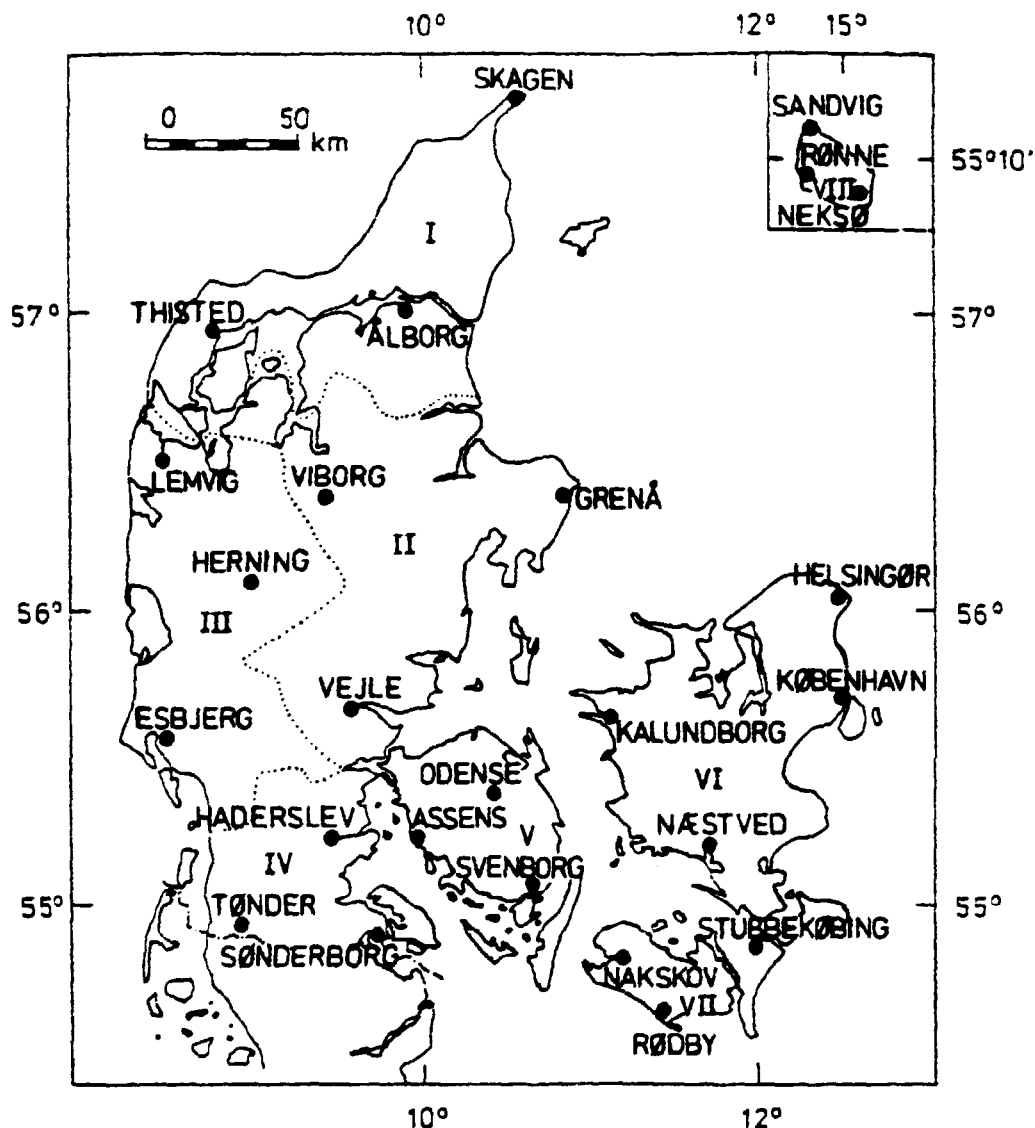 10° 12° 15°
SKAGEN
0 50 km
SANDVIG
RØNNE
55°10'
VIII
NEKSØ
I
57° THISTED 57°
ÅLBORG
LEMVIG VIBORG
GRENÅ
II
HERNING HELSINGØR
56° III 56°
VEJLE KØBENHAVN
ESBJERG KALUNDBORG
ODENSE VI
HADERSLEV ASSENS V NÆSTVED
IV SVENBORG
55° TØNDER 55°
STUBBEKØBING
SØNDERBORG
NAKSKOV
VII
RØDBY
10° 12°